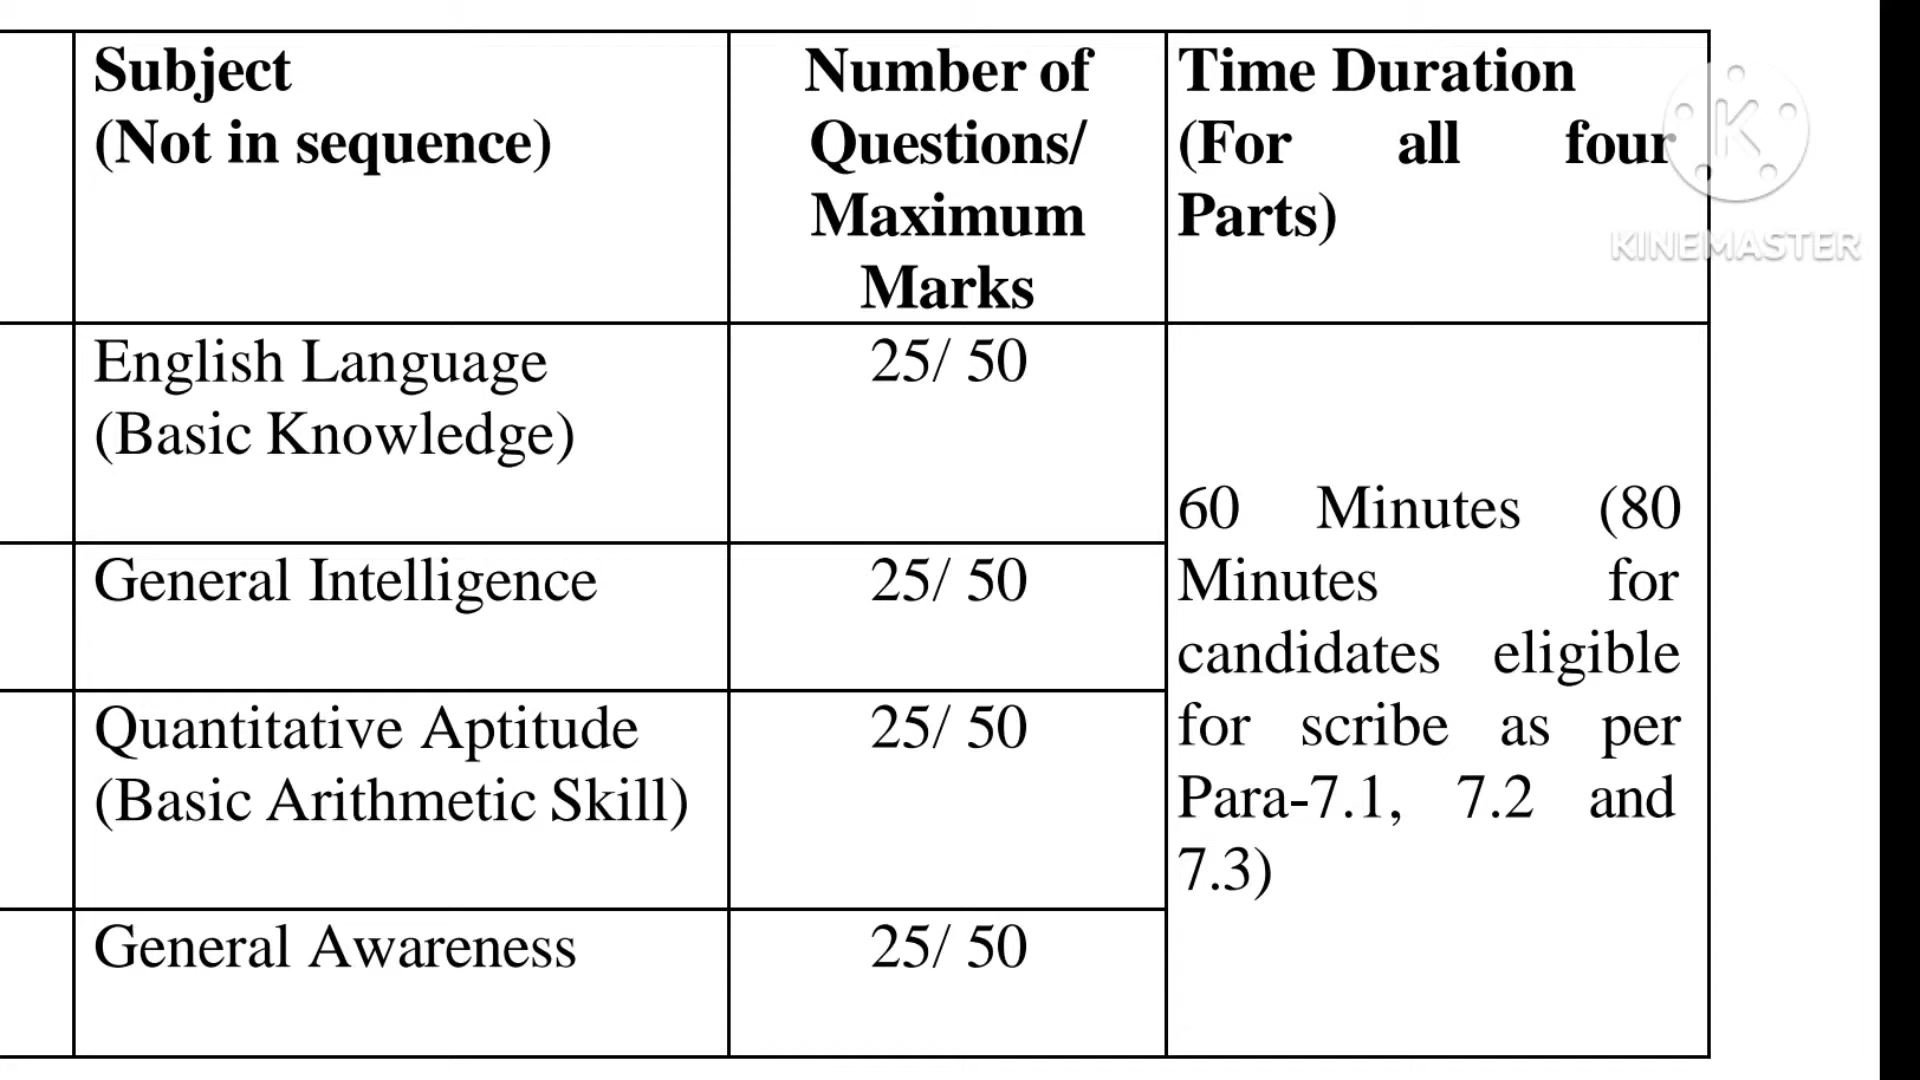 Subject
(Not in sequence)
Number of
Questions/
Maximum
Marks
Time Duration
(For all four
Parts)
KINEMASTER
English Language
(Basic Knowledge)
25/ 50
60 Minutes (80
Minutes for
candidates eligible
for scribe as per
Para-7.1, 7.2 and
7.3)
General Intelligence
25/ 50
Quantitative Aptitude
(Basic Arithmetic Skill)
25/ 50
General Awareness
25/ 50